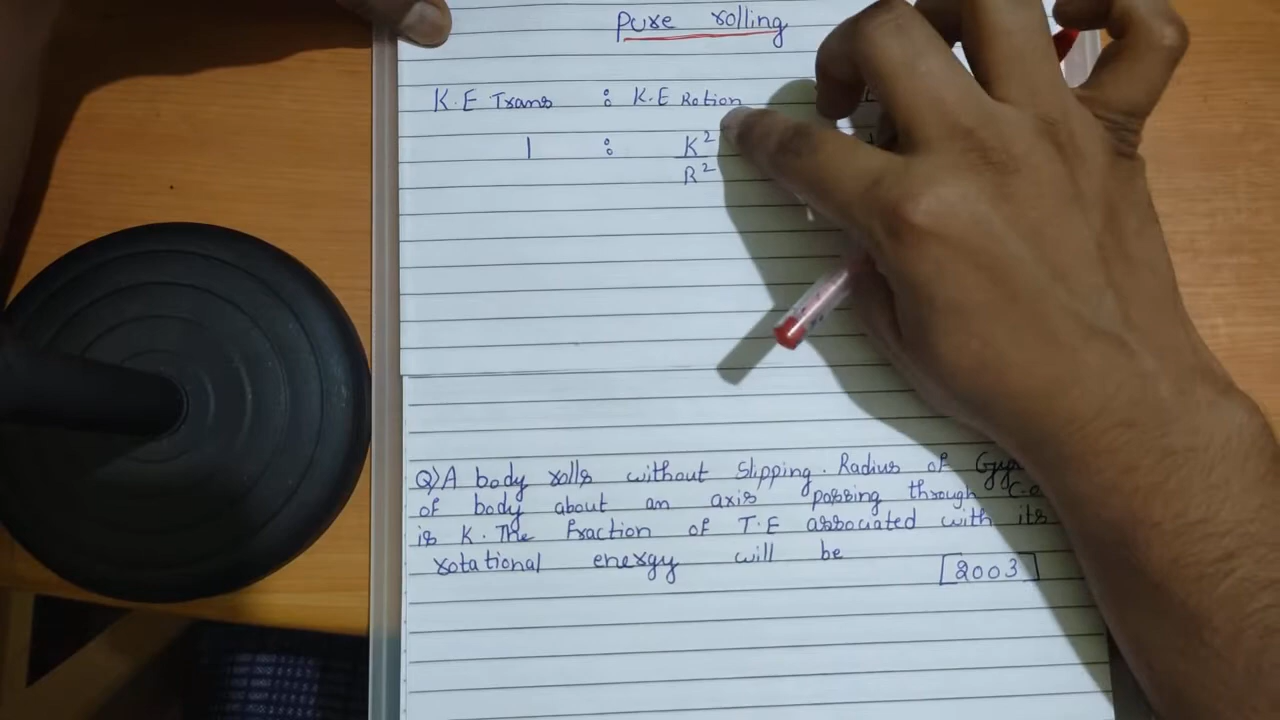 Pure rolling
K.E Trans : K.E Rotion
1 : K²
R²
Q) A body rolls without Slipping. Radius of
of body about an axis passing through
is K. The fraction of T.E associated with its
rotational energy will be
[2003]